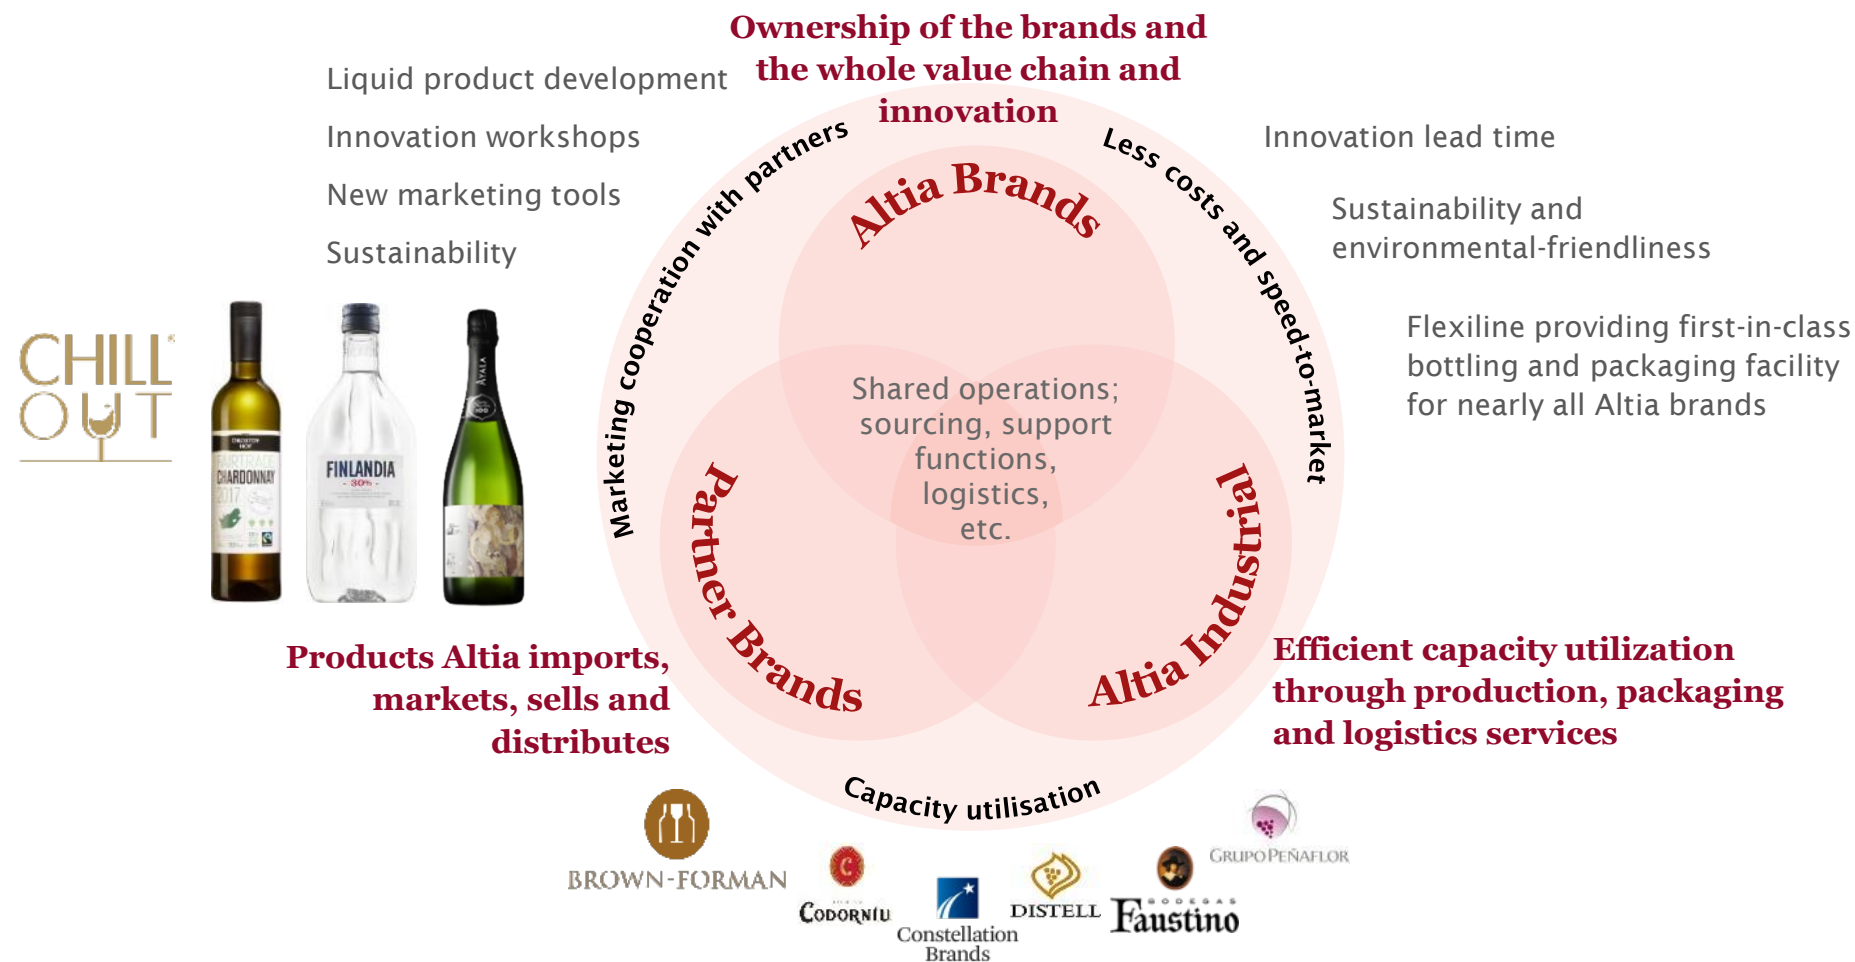 Ownership of the brands and
the whole value chain and
innovation
Liquid product development
Innovation workshops
New marketing tools
Sustainability
Innovation lead time
Sustainability and
environmental-friendliness
Flexiline providing first-in-class
bottling and packaging facility
for nearly all Altia brands
Marketing cooperation with partners
Less costs and speed-to-market
Altia Brands
Shared operations;
sourcing, support
functions,
logistics,
etc.
Partner Brands
Altia Industrial
CHILL
OUT
FAIRTRADE
CHARDONNAY
2017
FINLANDIA
30%
AYALA
Products Altia imports,
markets, sells and
distributes
Efficient capacity utilization
through production, packaging
and logistics services
Capacity utilisation
BROWN-FORMAN
CODORNÍU
Constellation
Brands
DISTELL
BODEGAS
Faustino
GRUPO PEÑAFLOR